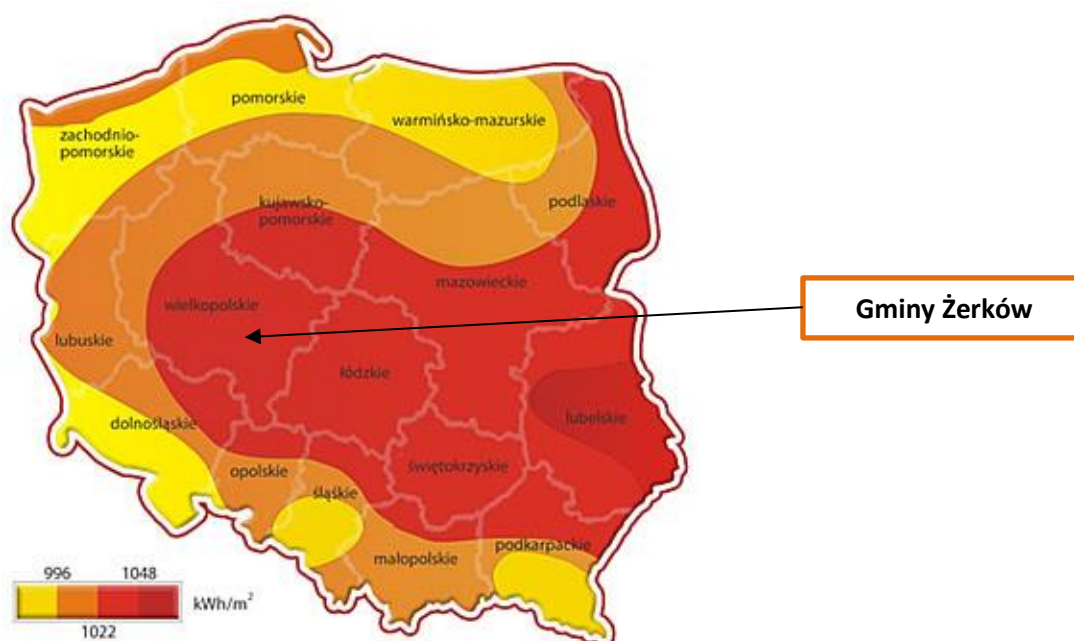 pomorskie
warmińsko-mazurskie
zachodnio-
pomorskie
podlaskie
kujawsko-
pomorskie
mazowieckie
wielkopolskie
Gminy Żerków
lubuskie
łódzkie
lubelskie
dolnośląskie
opolskie
świętokrzyskie
śląskie
podkarpackie
małopolskie
996 1048
kWh/m²
1022